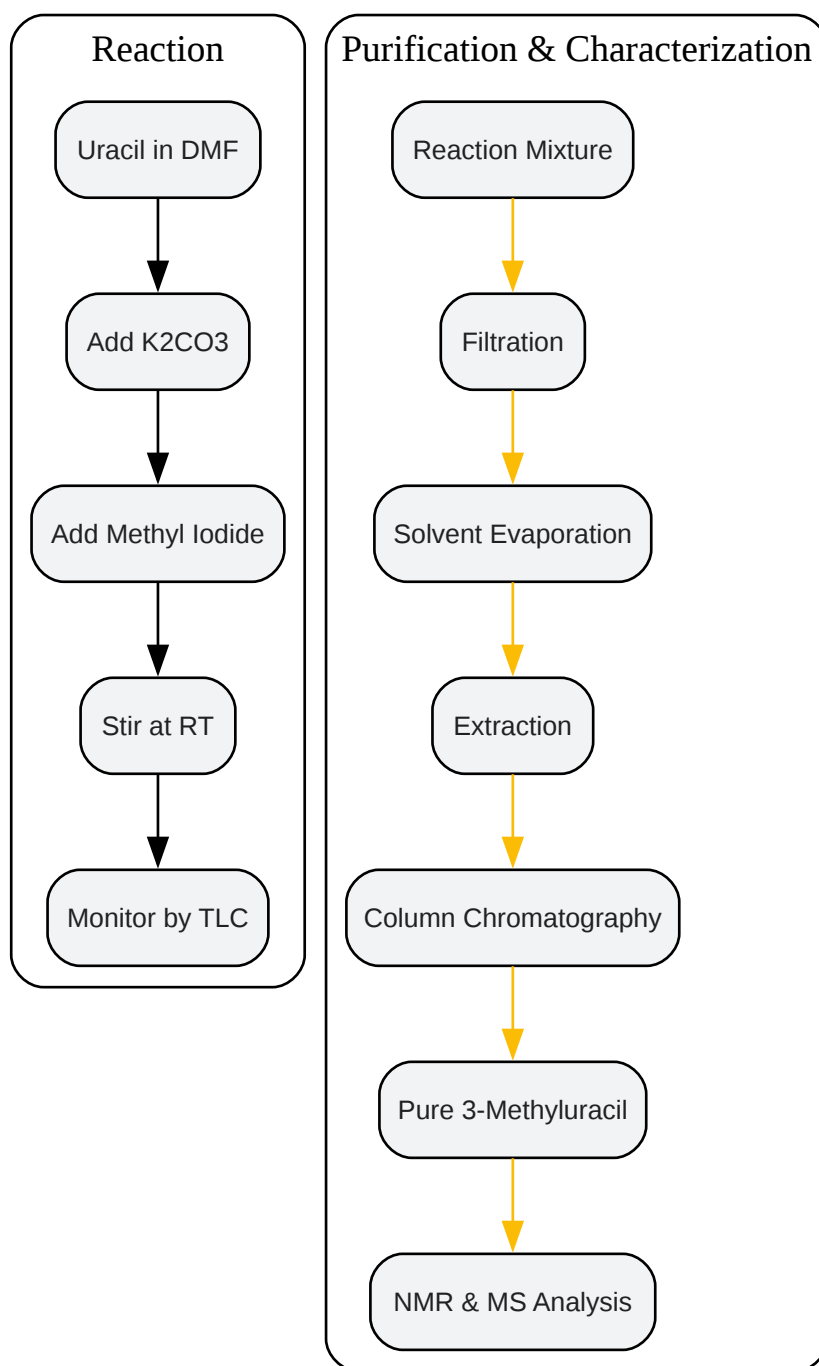 Reaction
Uracil in DMF
Add K2CO3
Add Methyl Iodide
Stir at RT
Monitor by TLC
Purification & Characterization
Reaction Mixture
Filtration
Solvent Evaporation
Extraction
Column Chromatography
Pure 3-Methyluracil
NMR & MS Analysis